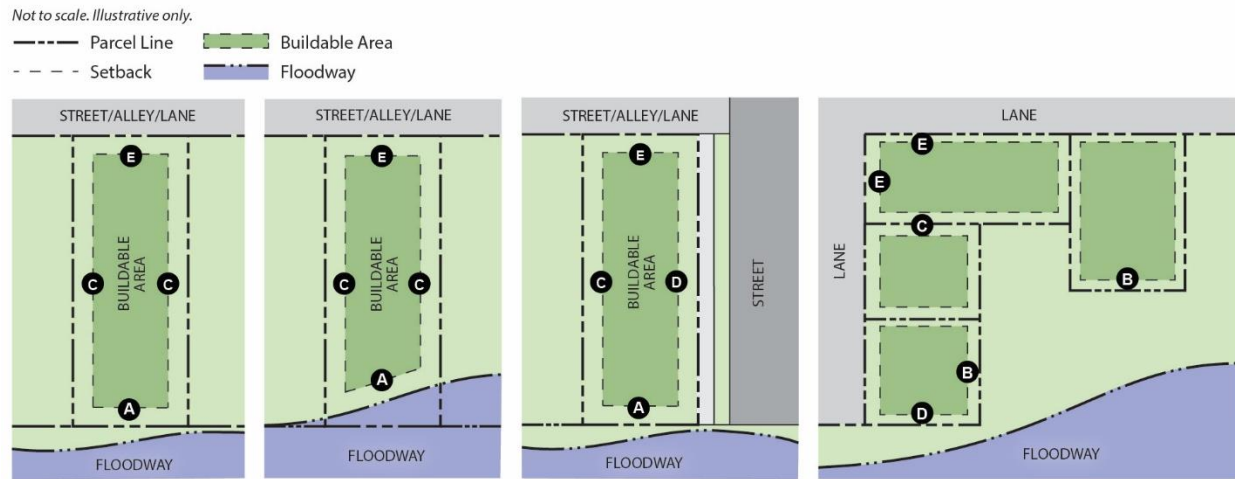 Not to scale. Illustrative only.
Parcel Line
Buildable Area
Setback
Floodway
STREET/ALLEY/LANE
E
C
BUILDABLE
AREA
C
A
FLOODWAY
STREET/ALLEY/LANE
E
C
BUILDABLE
AREA
C
A
FLOODWAY
STREET/ALLEY/LANE
E
C
BUILDABLE
AREA
D
STREET
A
FLOODWAY
LANE
E
E
C
LANE
B
B
D
FLOODWAY